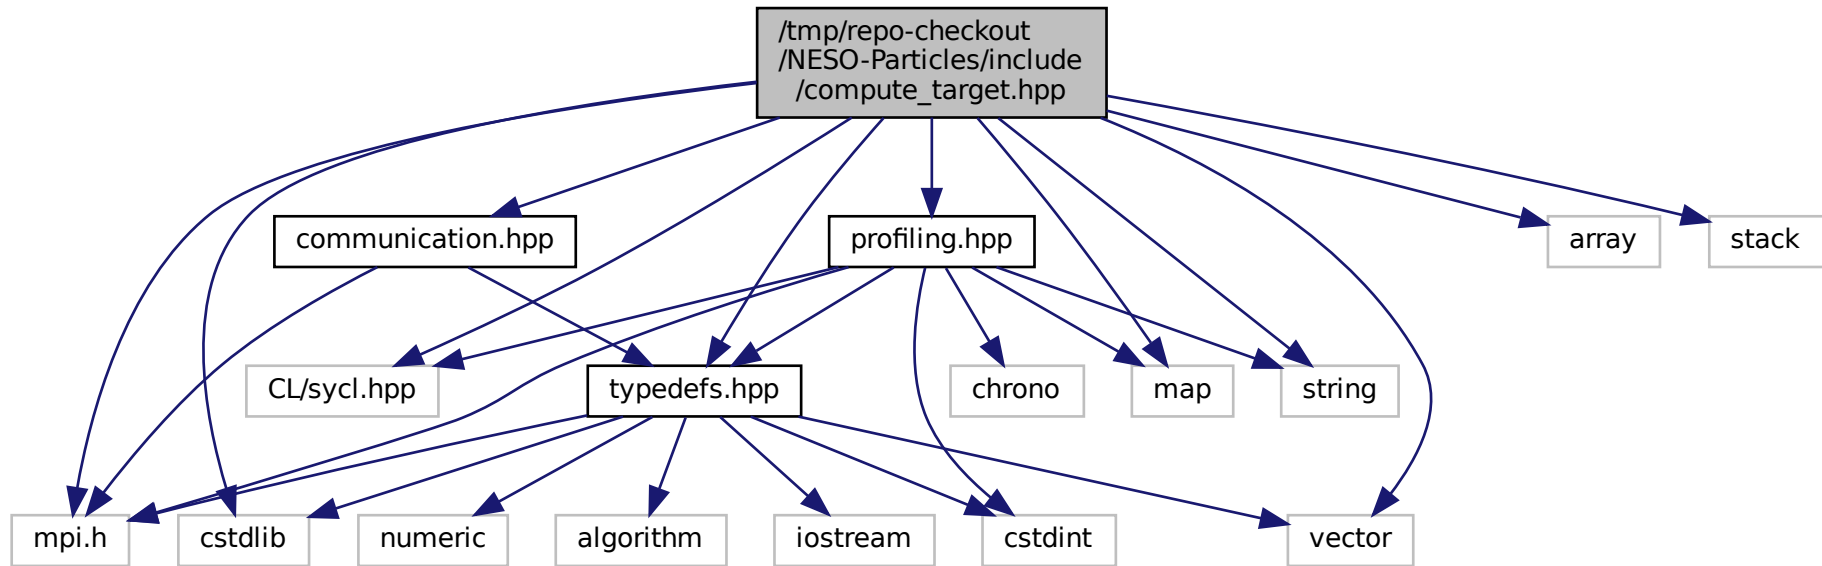 /tmp/repo-checkout
/NESO-Particles/include
/compute_target.hpp
communication.hpp
profiling.hpp
array
stack
CL/sycl.hpp
typedefs.hpp
chrono
map
string
mpi.h
cstdlib
numeric
algorithm
iostream
cstdint
vector